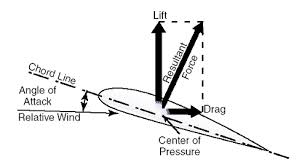 Lift
Resultant
Force
Chord Line
Angle of
Attack
Relative Wind
Drag
Center of
Pressure